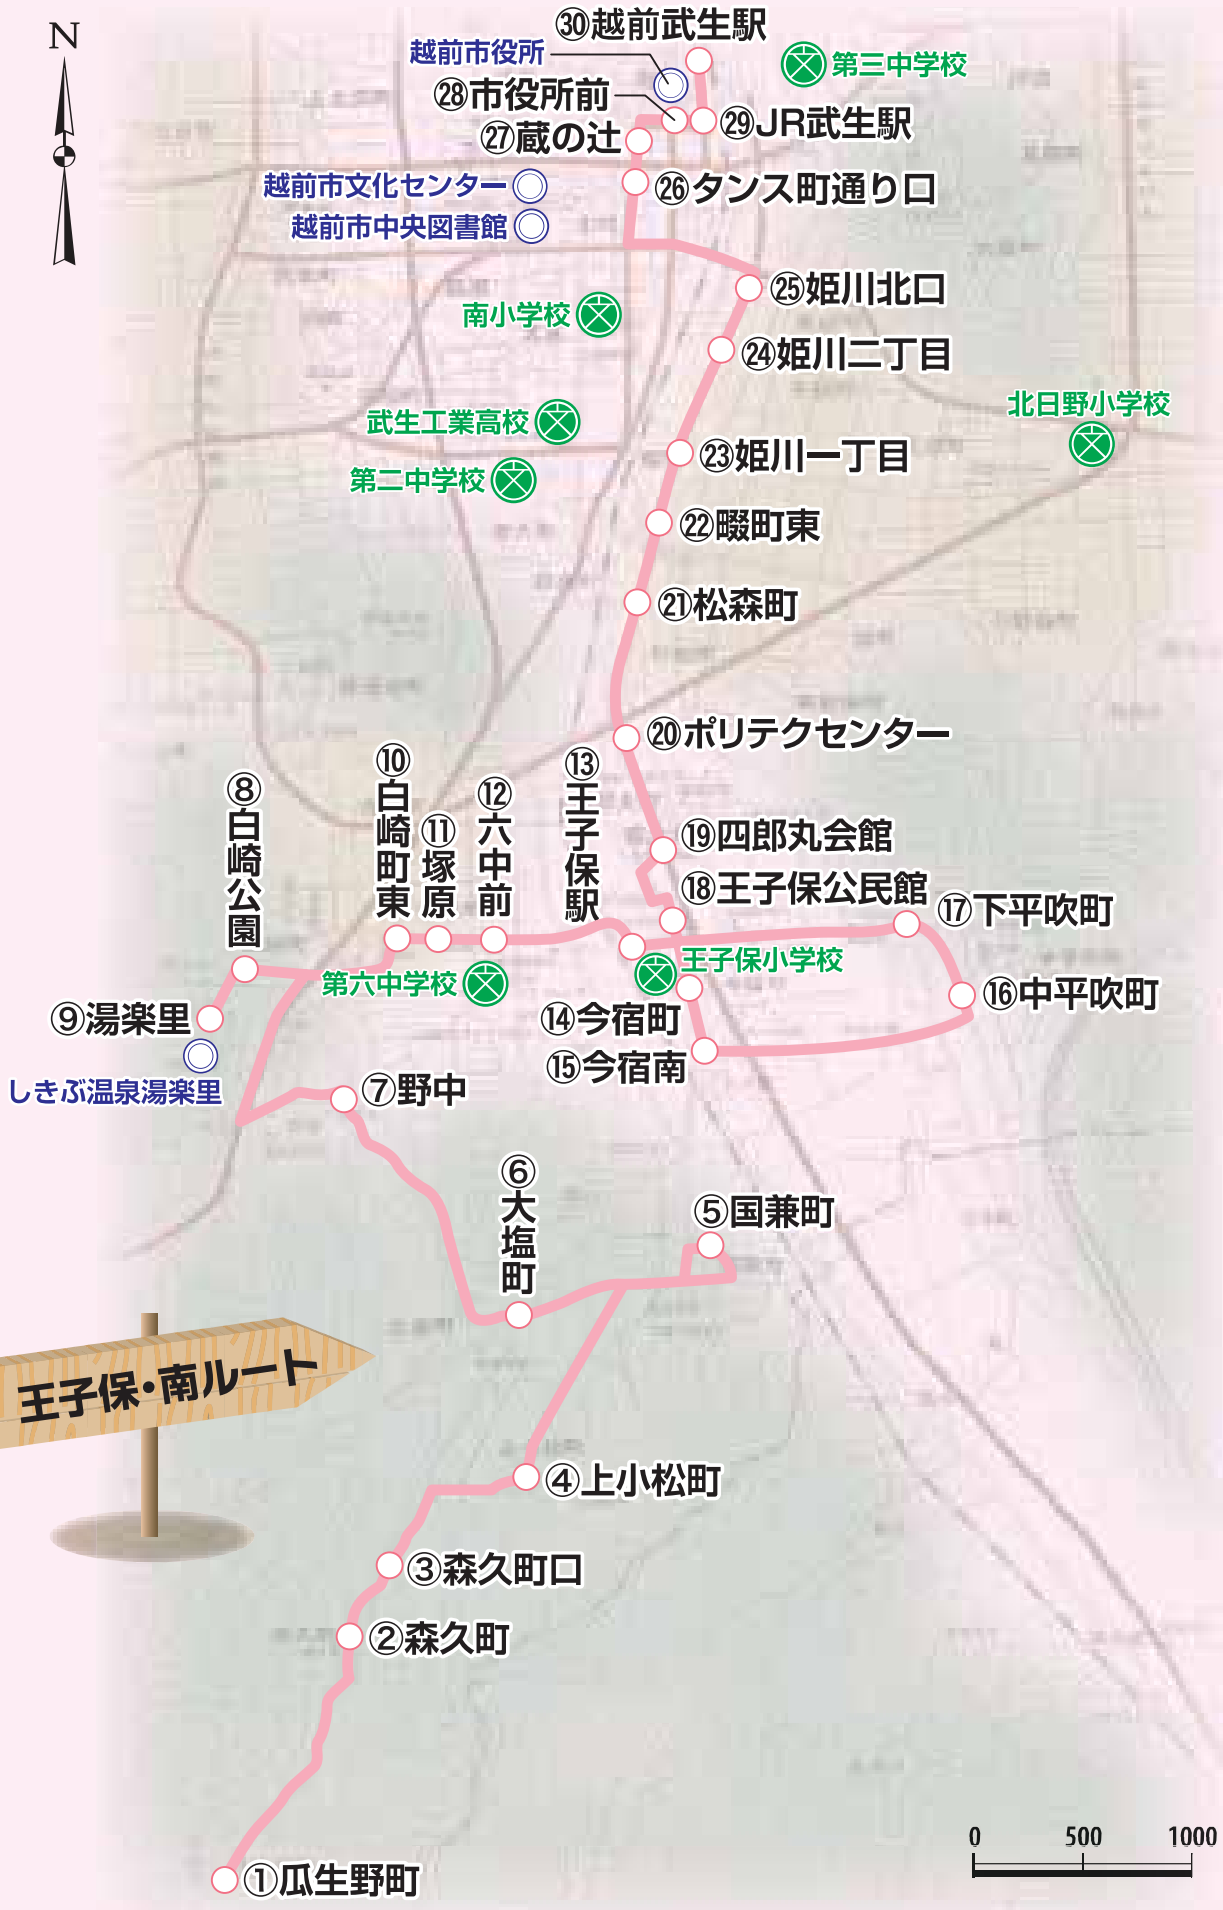 N
㉚越前武生駅
越前市役所
第三中学校
㉘市役所前
㉙JR武生駅
㉗蔵の辻
越前市文化センター
㉖タンス町通り口
越前市中央図書館
㉕姫川北口
南小学校
㉔姫川二丁目
北日野小学校
武生工業高校
㉓姫川一丁目
第二中学校
㉒畷町東
㉑松森町
⑳ポリテクセンター
⑧白崎公園
⑩白崎町東
⑪塚原
⑫六中前
⑬王子保駅
⑲四郎丸会館
⑱王子保公民館
⑰下平吹町
王子保小学校
第六中学校
⑯中平吹町
⑨湯楽里
⑭今宿町
⑮今宿南
しきぶ温泉湯楽里
⑦野中
⑥大塩町
⑤国兼町
王子保・南ルート
④上小松町
③森久町口
②森久町
0 500 1000
①瓜生野町